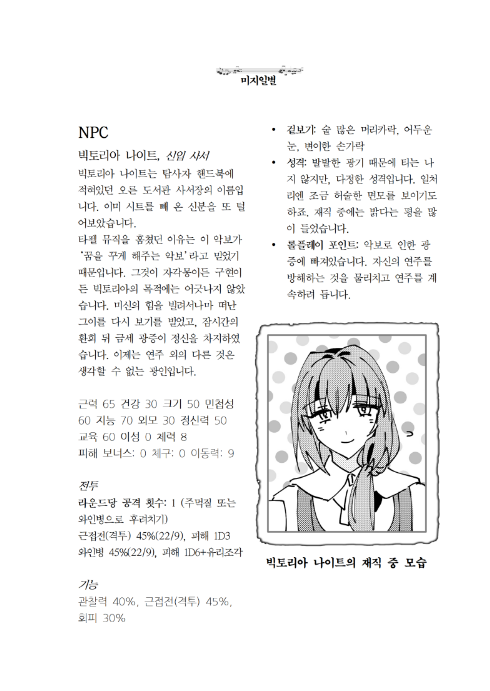 미지일별
NPC
빅토리아 나이트, 신입 사서
빅토리아 나이트는 탐사자 핸드북에
적혀있던 오른 도서관 사서장의 이름입
니다. 이미 시트를 빼 온 신분을 또 털
어보았습니다.
타펠 뮤직을 훔쳤던 이유는 이 악보가
‘꿈을 꾸게 해주는 악보’라고 믿었기
때문입니다. 그것이 자각몽이든 구현이
든 빅토리아의 목적에는 어긋나지 않았
습니다. 미신의 힘을 빌려서나마 떠난
그이를 다시 보기를 빌었고, 잠시간의
환희 뒤 금세 광증이 정신을 차지하였
습니다. 이제는 연주 외의 다른 것은
생각할 수 없는 광인입니다.
근력 65 건강 30 크기 50 민첩성
60 지능 70 외모 30 정신력 50
교육 60 이성 0 체력 8
피해 보너스: 0 체구: 0 이동력: 9
전투
라운드당 공격 횟수: 1 (주먹질 또는
와인병으로 후려치기)
근접전(격투) 45%(22/9), 피해 1D3
와인병 45%(22/9), 피해 1D6+유리조각
기능
관찰력 40%, 근접전(격투) 45%,
회피 30%
• 겉보기: 숱 많은 머리카락, 어두운
눈, 변이한 손가락
• 성격: 발발한 광기 때문에 티는 나
지 않지만, 다정한 성격입니다. 일처
리엔 조금 허술한 면모를 보이기도
하죠. 재직 중에는 밝다는 평을 많
이 들었습니다.
• 롤플레이 포인트: 악보로 인한 광
증에 빠져있습니다. 자신의 연주를
방해하는 것을 물리치고 연주를 계
속하려 듭니다.
빅토리아 나이트의 재직 중 모습